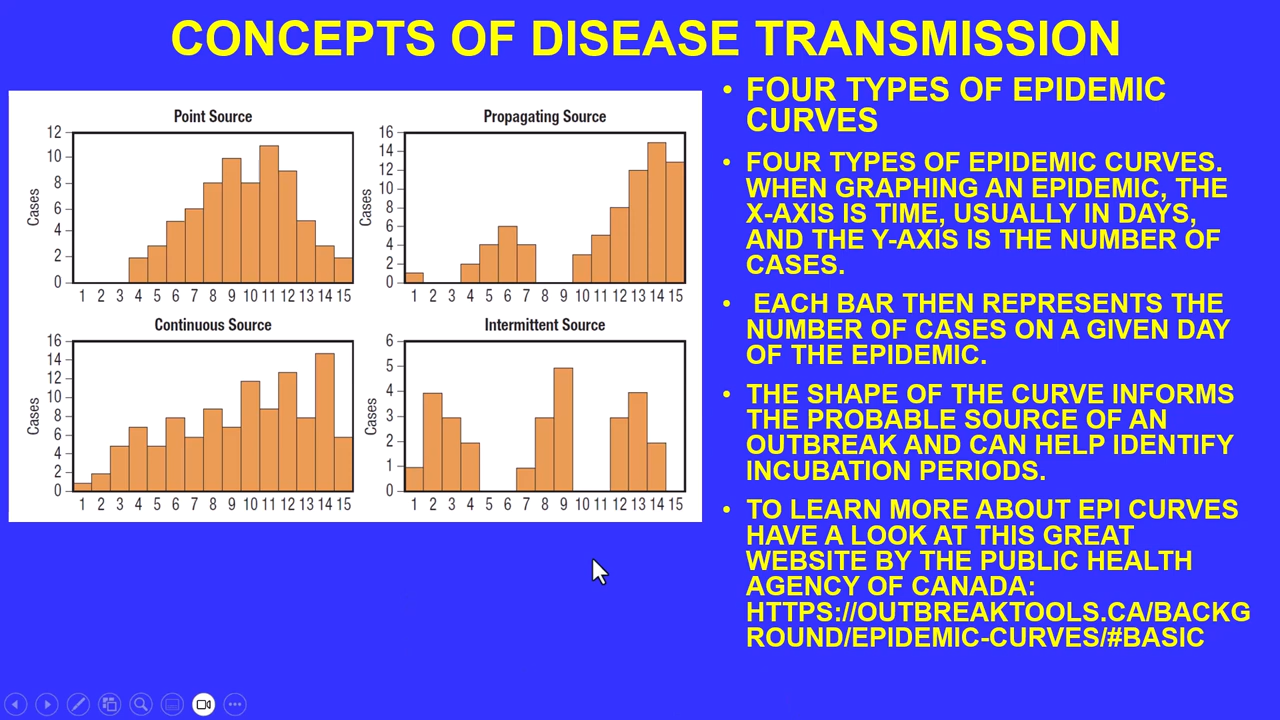 CONCEPTS OF DISEASE TRANSMISSION
Point Source
12
10
8
6
4
2
0
Cases
1 2 3 4 5 6 7 8 9 10 11 12 13 14 15
Propagating Source
16
14
12
10
8
6
4
2
0
Cases
1 2 3 4 5 6 7 8 9 10 11 12 13 14 15
Continuous Source
16
14
12
10
8
6
4
2
0
Cases
1 2 3 4 5 6 7 8 9 10 11 12 13 14 15
Intermittent Source
6
5
4
3
2
1
0
Cases
1 2 3 4 5 6 7 8 9 10 11 12 13 14 15
• FOUR TYPES OF EPIDEMIC
CURVES
• FOUR TYPES OF EPIDEMIC CURVES.
WHEN GRAPHING AN EPIDEMIC, THE
X-AXIS IS TIME, USUALLY IN DAYS,
AND THE Y-AXIS IS THE NUMBER OF
CASES.
• EACH BAR THEN REPRESENTS THE
NUMBER OF CASES ON A GIVEN DAY
OF THE EPIDEMIC.
• THE SHAPE OF THE CURVE INFORMS
THE PROBABLE SOURCE OF AN
OUTBREAK AND CAN HELP IDENTIFY
INCUBATION PERIODS.
• TO LEARN MORE ABOUT EPI CURVES
HAVE A LOOK AT THIS GREAT
WEBSITE BY THE PUBLIC HEALTH
AGENCY OF CANADA:
HTTPS://OUTBREAKTOOLS.CA/BACKG
ROUND/EPIDEMIC-CURVES/#BASIC